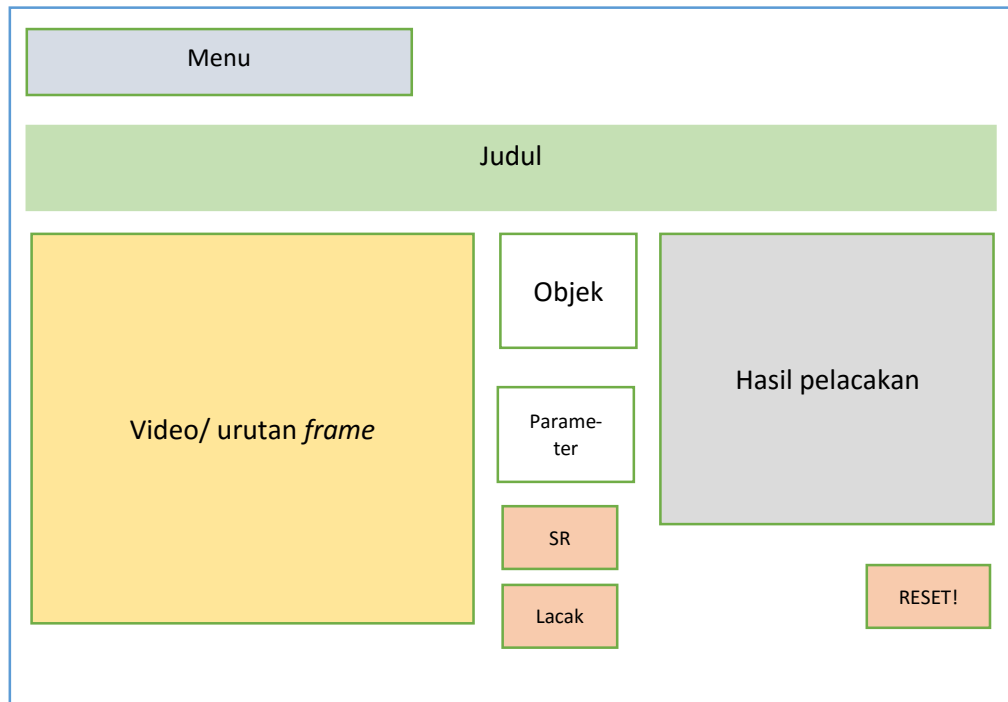 Menu
Judul
Video/ urutan frame
Objek
Parame-
ter
SR
Lacak
Hasil pelacakan
RESET!